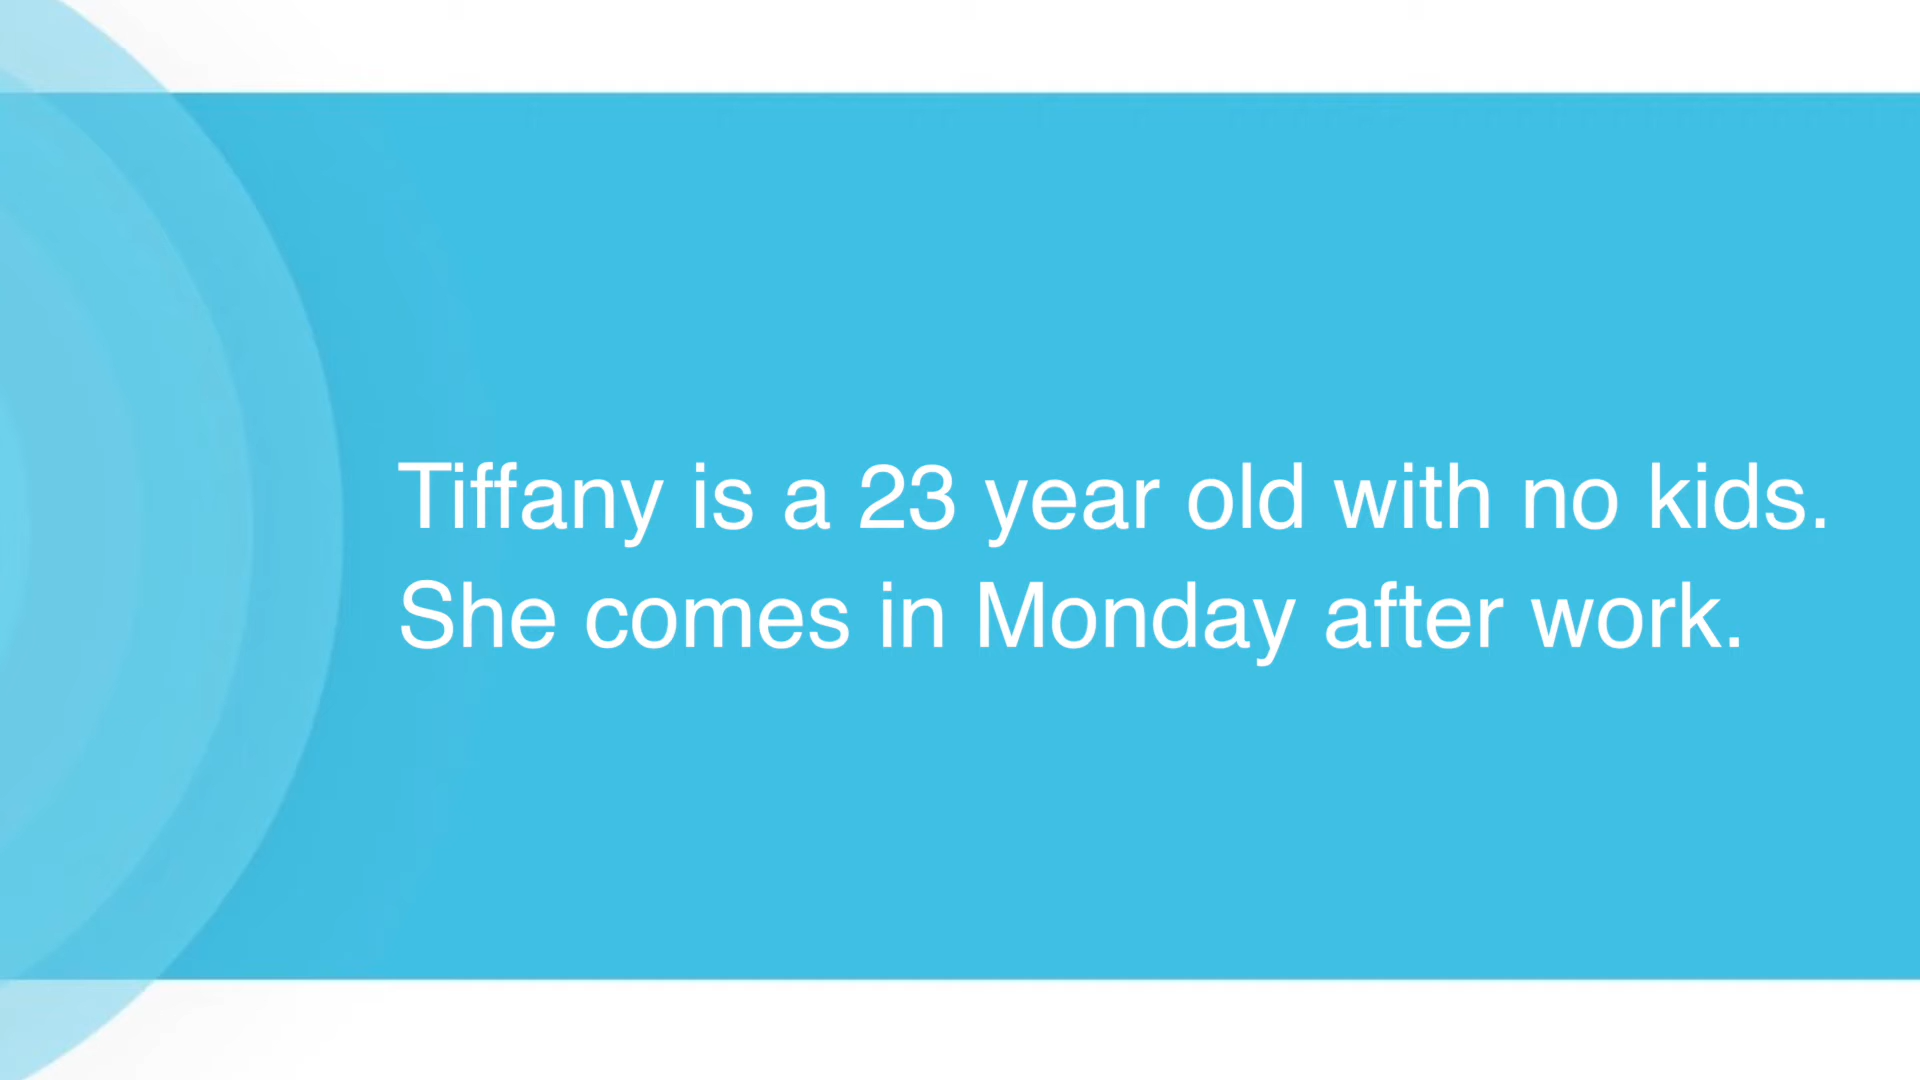 Tiffany is a 23 year old with no kids.
She comes in Monday after work.